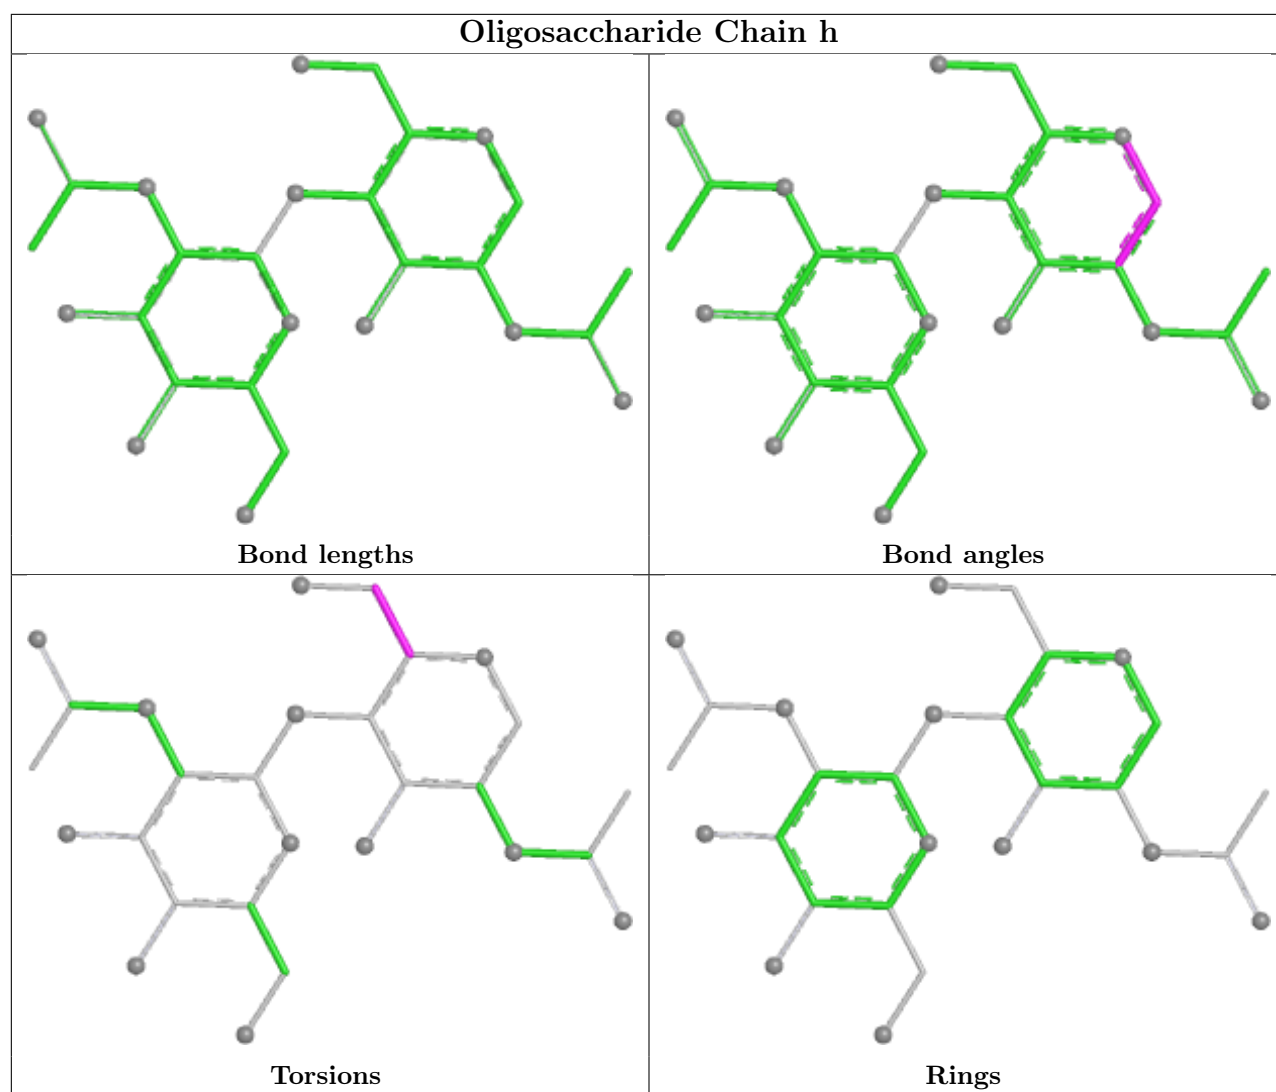 Oligosaccharide Chain h
Bond lengths
Bond angles
Torsions
Rings